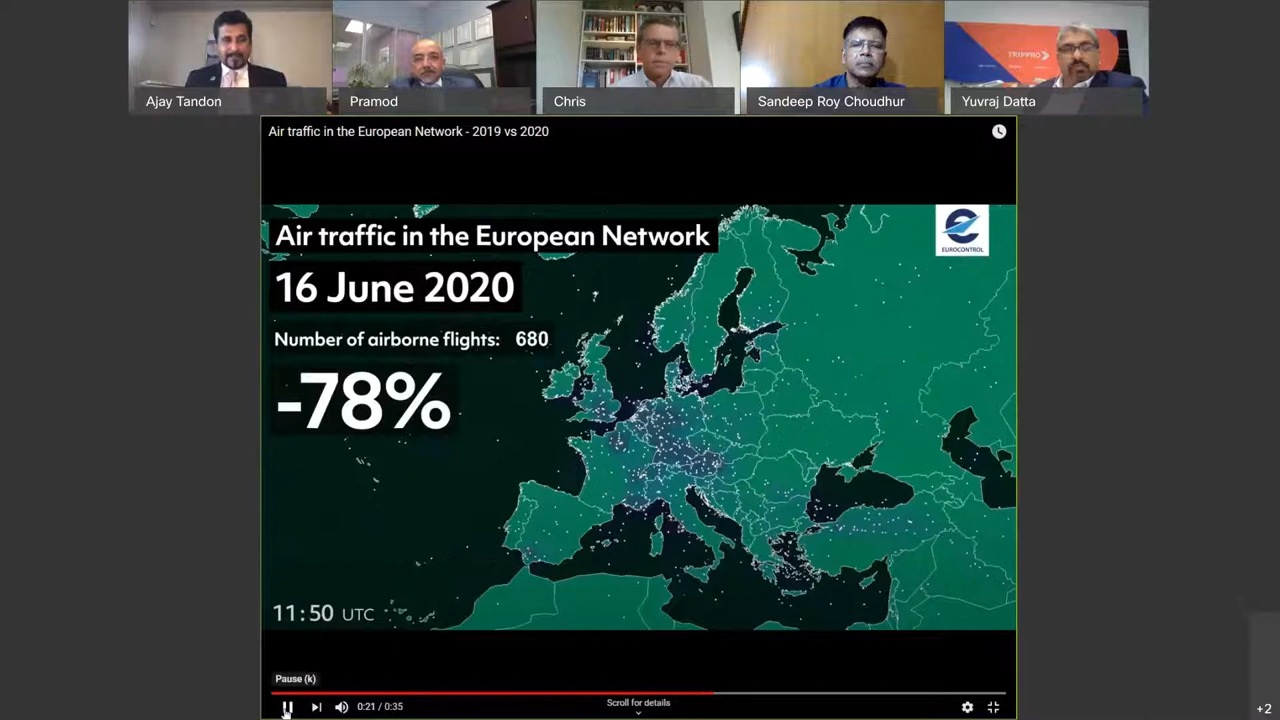 TRIPPRO
Ajay Tandon
Pramod
Chris
Sandeep Roy Choudhur
Yuvraj Datta
Air traffic in the European Network - 2019 vs 2020
Air traffic in the European Network
EUROCONTROL
16 June 2020
Number of airborne flights: 680
-78%
11:50 UTC
Pause (k)
0:21 / 0:35
Scroll for details
+2